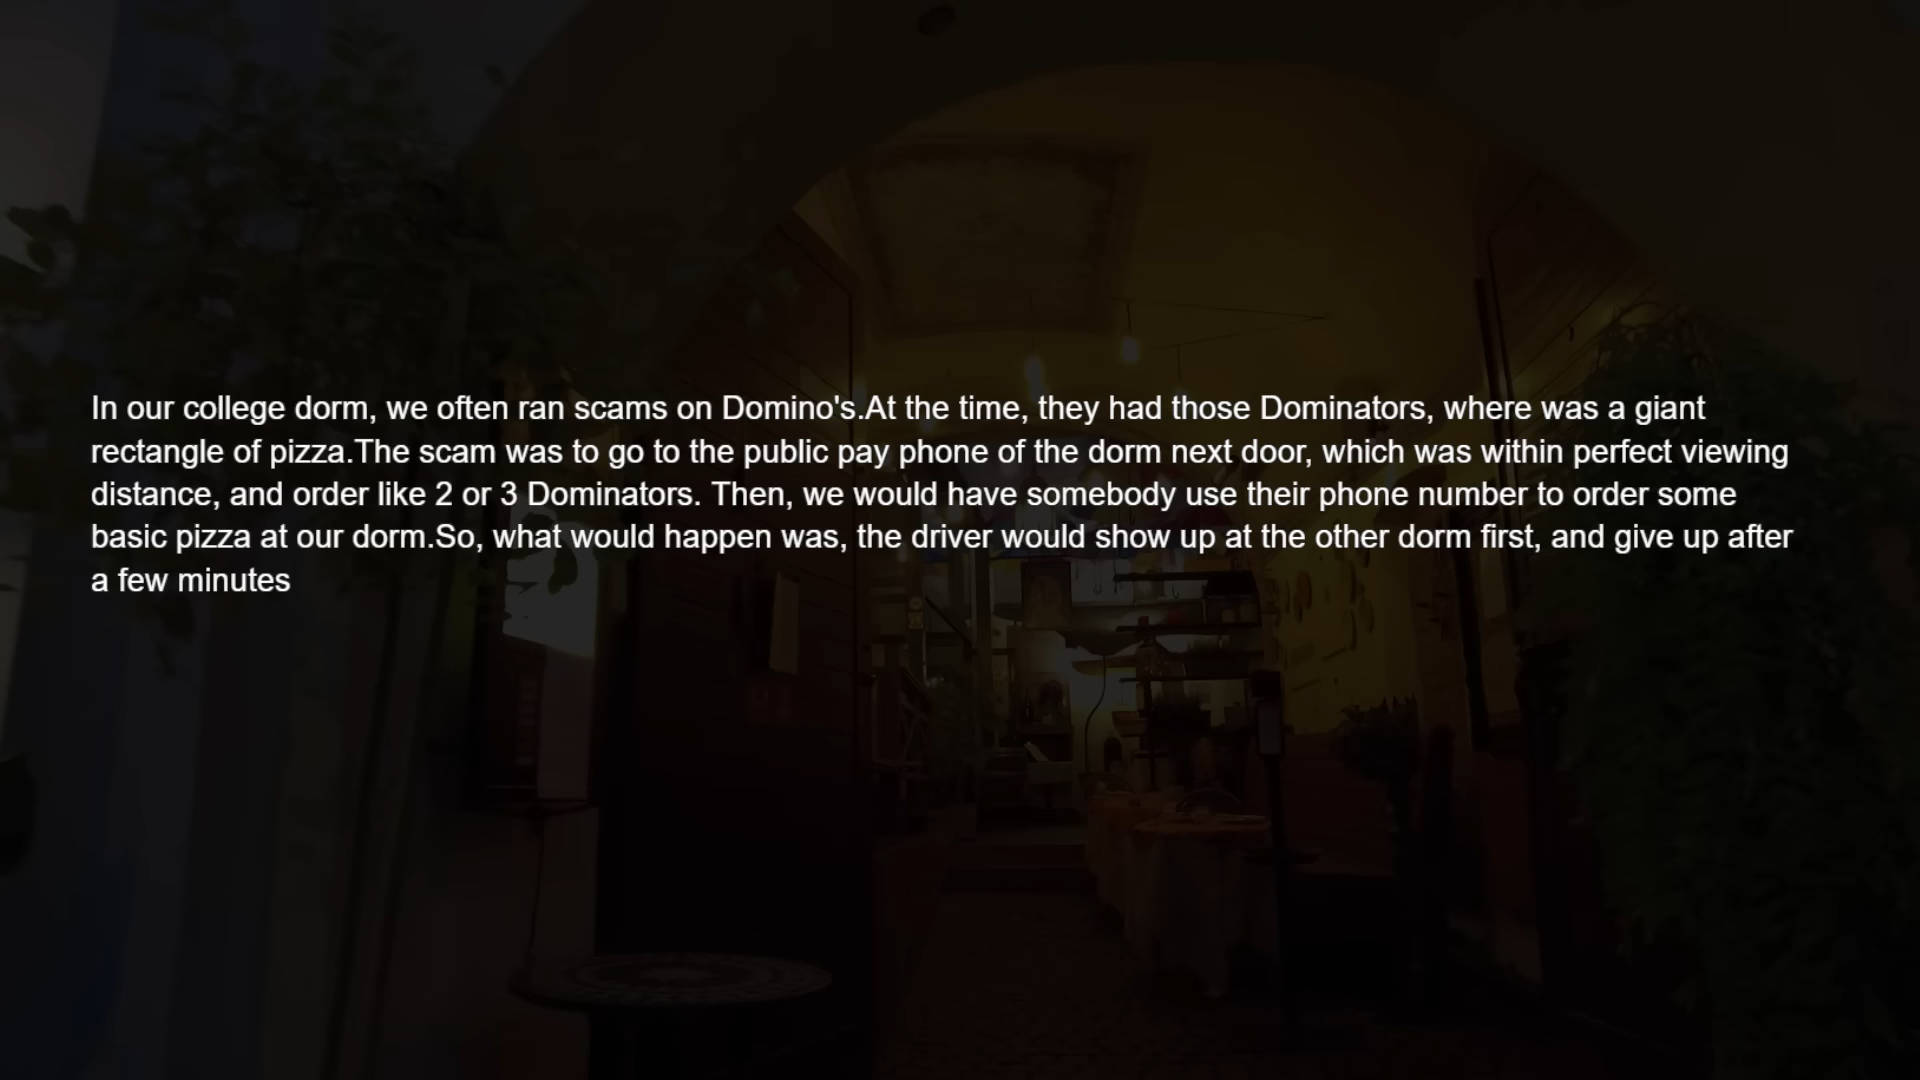 In our college dorm, we often ran scams on Domino's.At the time, they had those Dominators, where was a giant
rectangle of pizza.The scam was to go to the public pay phone of the dorm next door, which was within perfect viewing
distance, and order like 2 or 3 Dominators. Then, we would have somebody use their phone number to order some
basic pizza at our dorm.So, what would happen was, the driver would show up at the other dorm first, and give up after
a few minutes